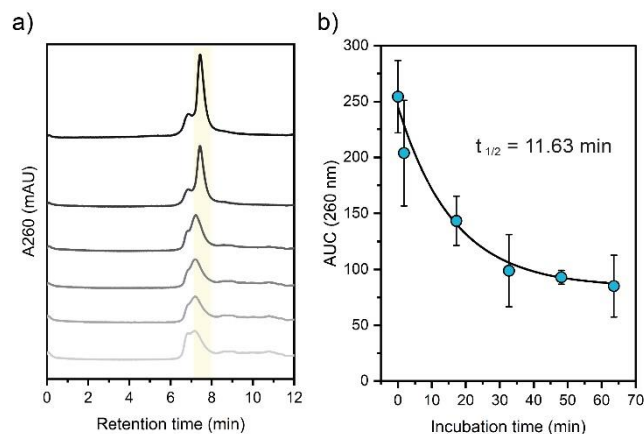 a)
A260 (mAU)
0 2 4 6 8 10 12
Retention time (min)
b)
300
250
200
150
100
50
0
AUC (260 nm)
t 1/2 = 11.63 min
0 10 20 30 40 50 60 70
Incubation time (min)